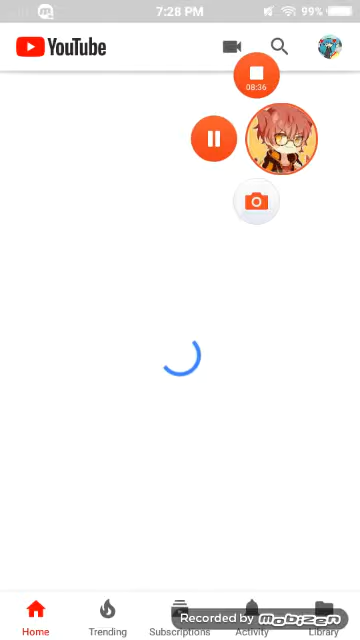 7:28 PM
99%
YouTube
08:36
Home
Trending
Subscriptions
Activity
Library
Recorded by mobizen